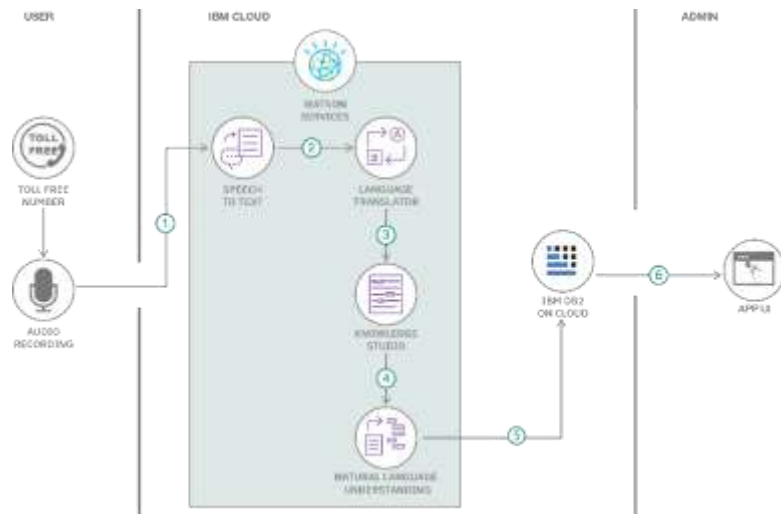 USER
IBM CLOUD
ADMIN
WATSON
SERVICES
TOLL
FREE
TOLL FREE
NUMBER
1
SPEECH
TO TEXT
2
A
LANGUAGE
TRANSLATOR
3
AUDIO
RECORDING
KNOWLEDGE
STUDIO
4
NATURAL LANGUAGE
UNDERSTANDING
5
IBM DB2
ON CLOUD
6
APP UI